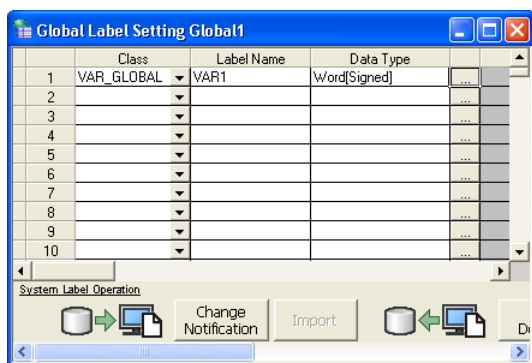 Global Label Setting Global1
Class Label Name Data Type
1 VAR_GLOBAL VAR1 Word[Signed] ...
2 ...
3 ...
4 ...
5 ...
6 ...
7 ...
8 ...
9 ...
10 ...
System Label Operation
Change
Notification
Import